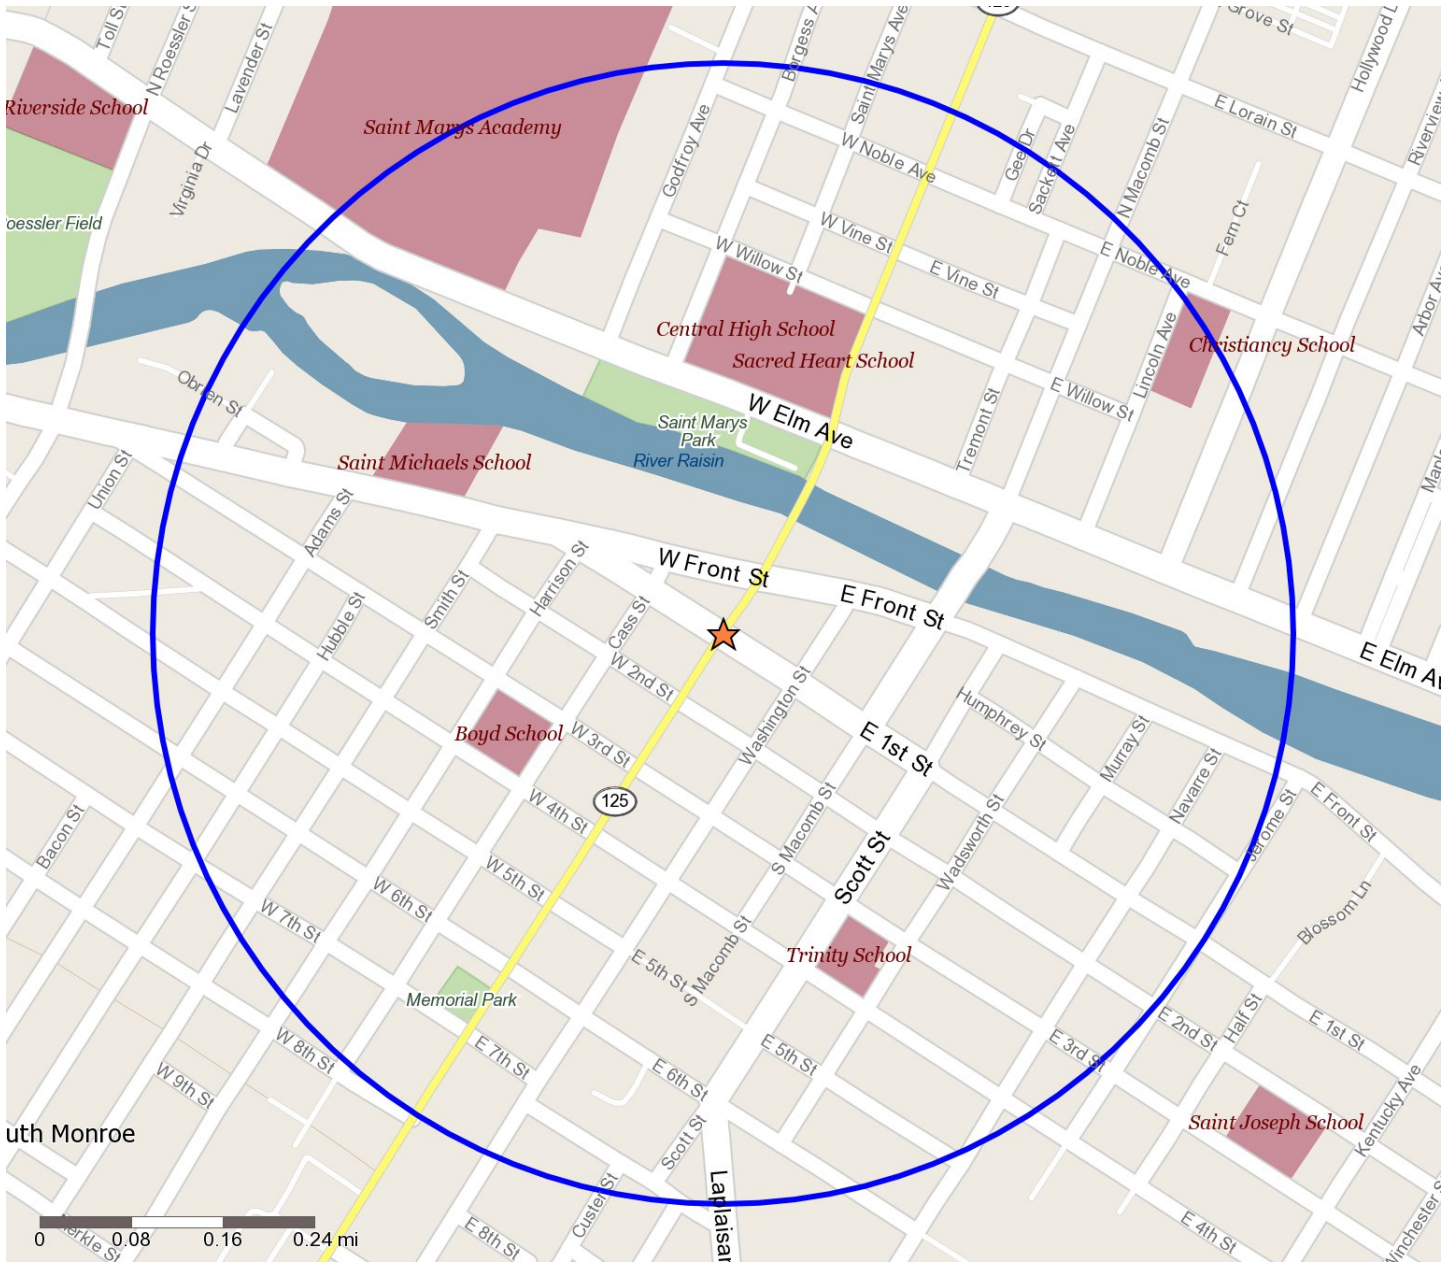 Toll St
N Roessler S
Lavender St
Borgess A
Saint Marys Ave
Grove St
Hollywood L
Riverside School
Saint Marys Academy
Virginia Dr
Godfroy Ave
W Noble Ave
Gee Dr
Sackett Ave
N Macomb St
E Lorain St
Riverview
oessler Field
W Willow St
W Vine St
E Vine St
E Noble Ave
Fern Ct
Arbor Av
Central High School
Sacred Heart School
Christiancy School
Lincoln Ave
Obrien St
W Elm Ave
Saint Marys
Park
River Raisin
Tremont St
E Willow St
Maple
Saint Michaels School
Union St
Adams St
Harrison St
W Front St
E Front St
Smith St
Hubble St
Cass St
W 2nd St
E Elm Av
Washington St
Humphrey St
Boyd School
W 3rd St
E 1st St
Murray St
Navarre St
125
W 4th St
Bacon St
S Macomb St
Scott St
Wadsworth St
Jerome St
E Front St
W 5th St
W 6th St
W 7th St
Blossom Ln
S Macomb St
E 5th St
Trinity School
Memorial Park
E 7th St
W 8th St
W 9th St
E 6th St
E 5th St
E 3rd St
E 2nd St
Half St
E 1st St
uth Monroe
Scott St
Saint Joseph School
Kentucky Ave
Laplaisan
Custer St
E 8th St
E 4th St
Winchester S
erkle St
0 0.08 0.16 0.24 mi